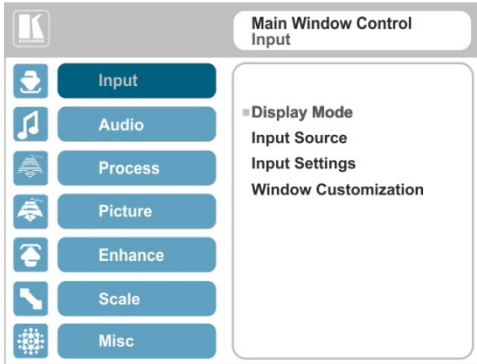 Main Window Control
Input
Input
Audio
Process
Picture
Enhance
Scale
Misc
Display Mode
Input Source
Input Settings
Window Customization